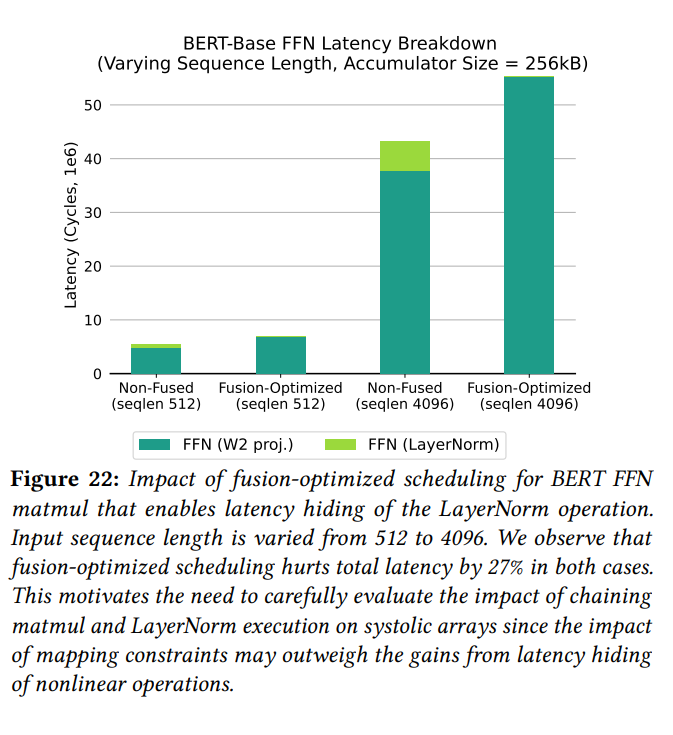 BERT-Base FFN Latency Breakdown
(Varying Sequence Length, Accumulator Size = 256kB)
Latency (Cycles, 1e6)
50
40
30
20
10
0
Non-Fused Fusion-Optimized Non-Fused Fusion-Optimized
(seqlen 512) (seqlen 512) (seqlen 4096) (seqlen 4096)
FFN (W2 proj.) FFN (LayerNorm)
Figure 22: Impact of fusion-optimized scheduling for BERT FFN
matmul that enables latency hiding of the LayerNorm operation.
Input sequence length is varied from 512 to 4096. We observe that
fusion-optimized scheduling hurts total latency by 27% in both cases.
This motivates the need to carefully evaluate the impact of chaining
matmul and LayerNorm execution on systolic arrays since the impact
of mapping constraints may outweigh the gains from latency hiding
of nonlinear operations.